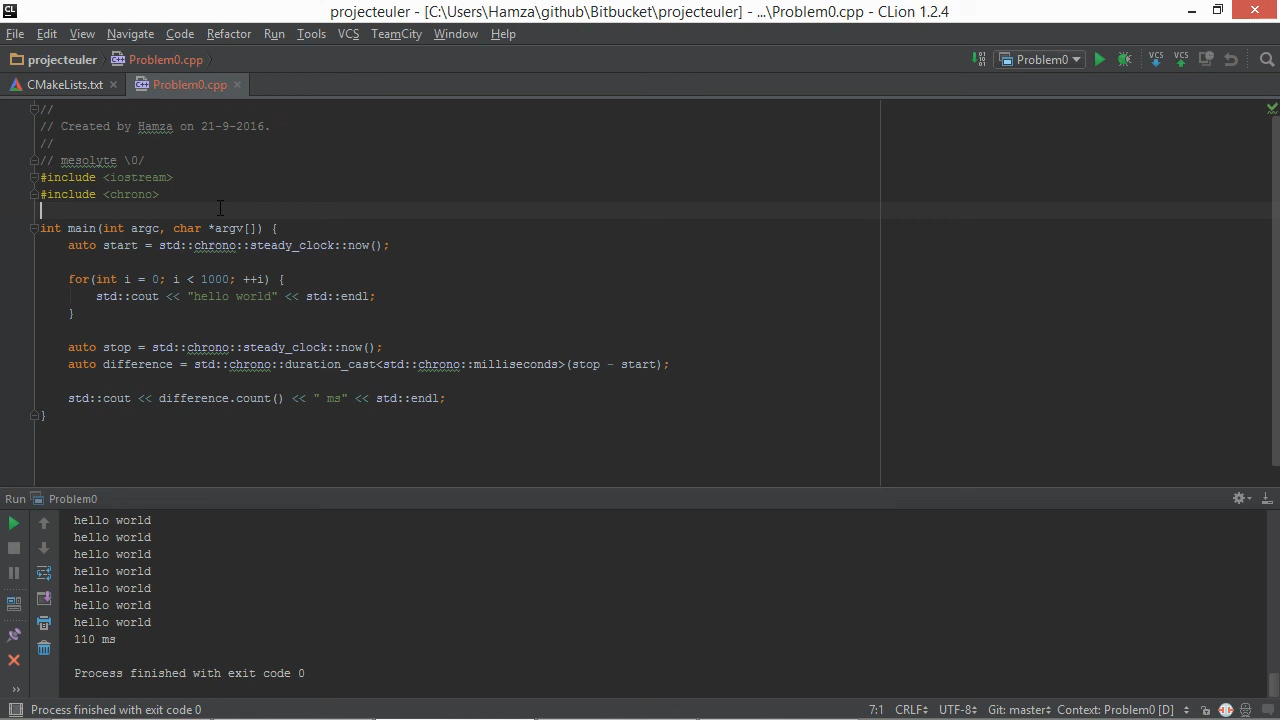 projecteuler - [C:\Users\Hamza\github\Bitbucket\projecteuler] - ...\Problem0.cpp - CLion 1.2.4
File Edit View Navigate Code Refactor Run Tools VCS TeamCity Window Help
projecteuler Problem0.cpp Problem0 VCS VCS
CMakeLists.txt Problem0.cpp
//
// Created by Hamza on 21-9-2016.
//
// mesolyte \0/
#include <iostream>
#include <chrono>
int main(int argc, char *argv[]) {
auto start = std::chrono::steady_clock::now();
for(int i = 0; i < 1000; ++i) {
std::cout << "hello world" << std::endl;
}
auto stop = std::chrono::steady_clock::now();
auto difference = std::chrono::duration_cast<std::chrono::milliseconds>(stop - start);
std::cout << difference.count() << " ms" << std::endl;
}
Run Problem0
hello world
hello world
hello world
hello world
hello world
hello world
hello world
110 ms
Process finished with exit code 0
Process finished with exit code 0 7:1 CRLF UTF-8 Git: master Context: Problem0 [D]